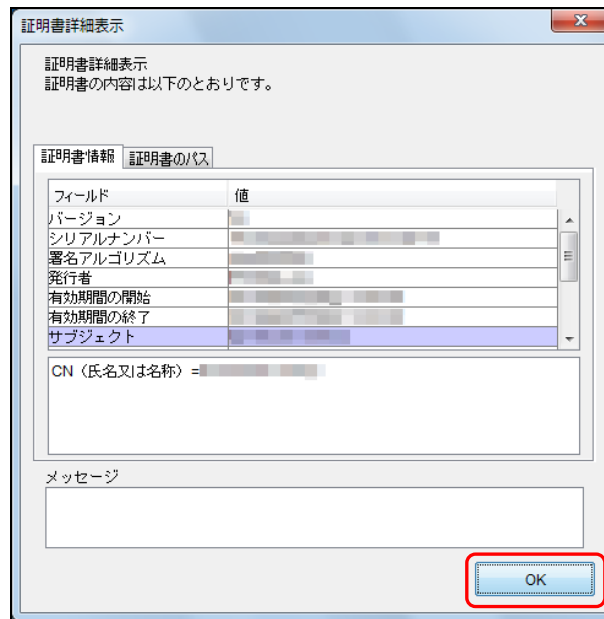 証明書詳細表示
証明書詳細表示
証明書の内容は以下のとおりです。
証明書情報 証明書のパス
フィールド 値
バージョン
シリアルナンバー
署名アルゴリズム
発行者
有効期間の開始
有効期間の終了
サブジェクト
CN（氏名又は名称）=
メッセージ
OK